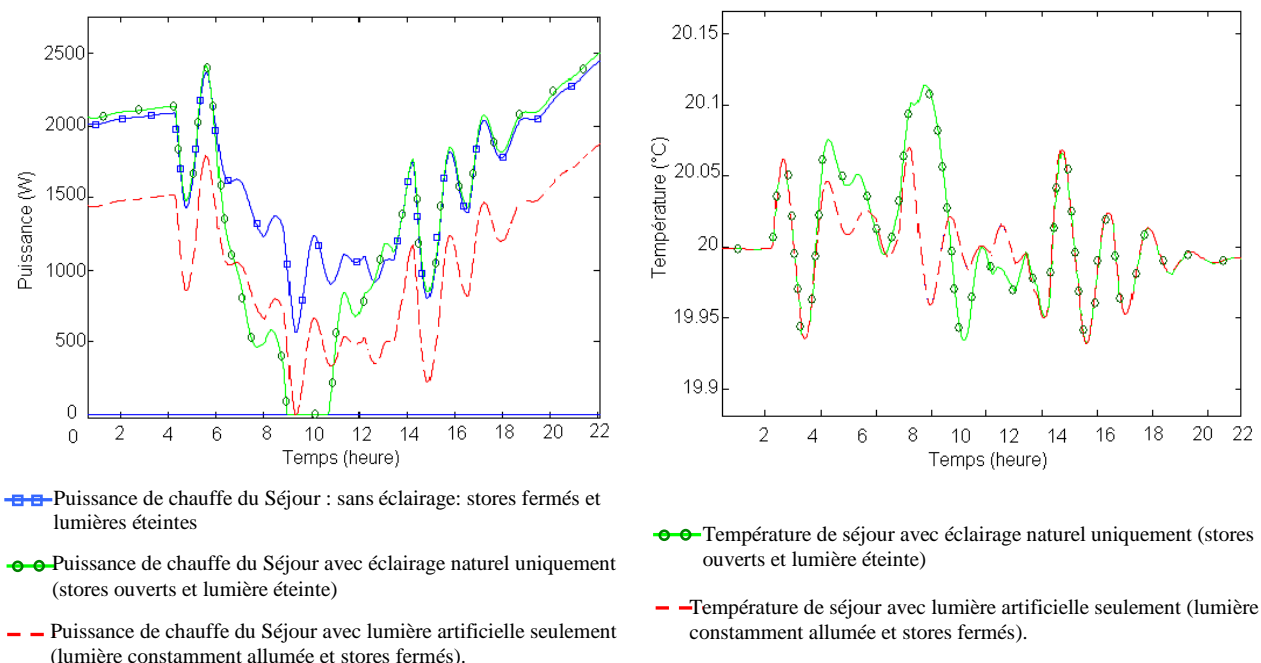 2500
2000
1500
1000
500
0
0
2
4
6
8
10
12
14
16
18
20
22
Puissance (W)
Temps (heure)
Puissance de chauffe du Séjour : sans éclairage: stores fermés et
lumières éteintes
Puissance de chauffe du Séjour avec éclairage naturel uniquement
(stores ouverts et lumière éteinte)
Puissance de chauffe du Séjour avec lumière artificielle seulement
(lumière constamment allumée et stores fermés).
20.15
20.1
20.05
20
19.95
19.9
2
4
6
8
10
12
14
16
18
20
22
Température (°C)
Temps (heure)
Température de séjour avec éclairage naturel uniquement (stores
ouverts et lumière éteinte)
Température de séjour avec lumière artificielle seulement (lumière
constamment allumée et stores fermés).